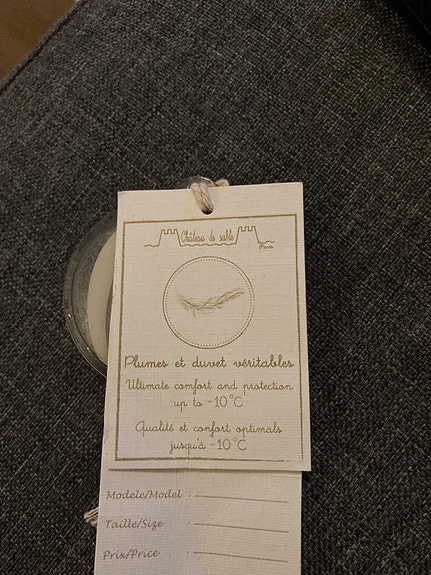 Château de sable
Paris
Plumes et duvet véritables
Ultimate comfort and protection
up to -10°C
Qualité et confort optimals
jusqu'à -10°C
Modele/Model
Taille/Size
Prix/Price